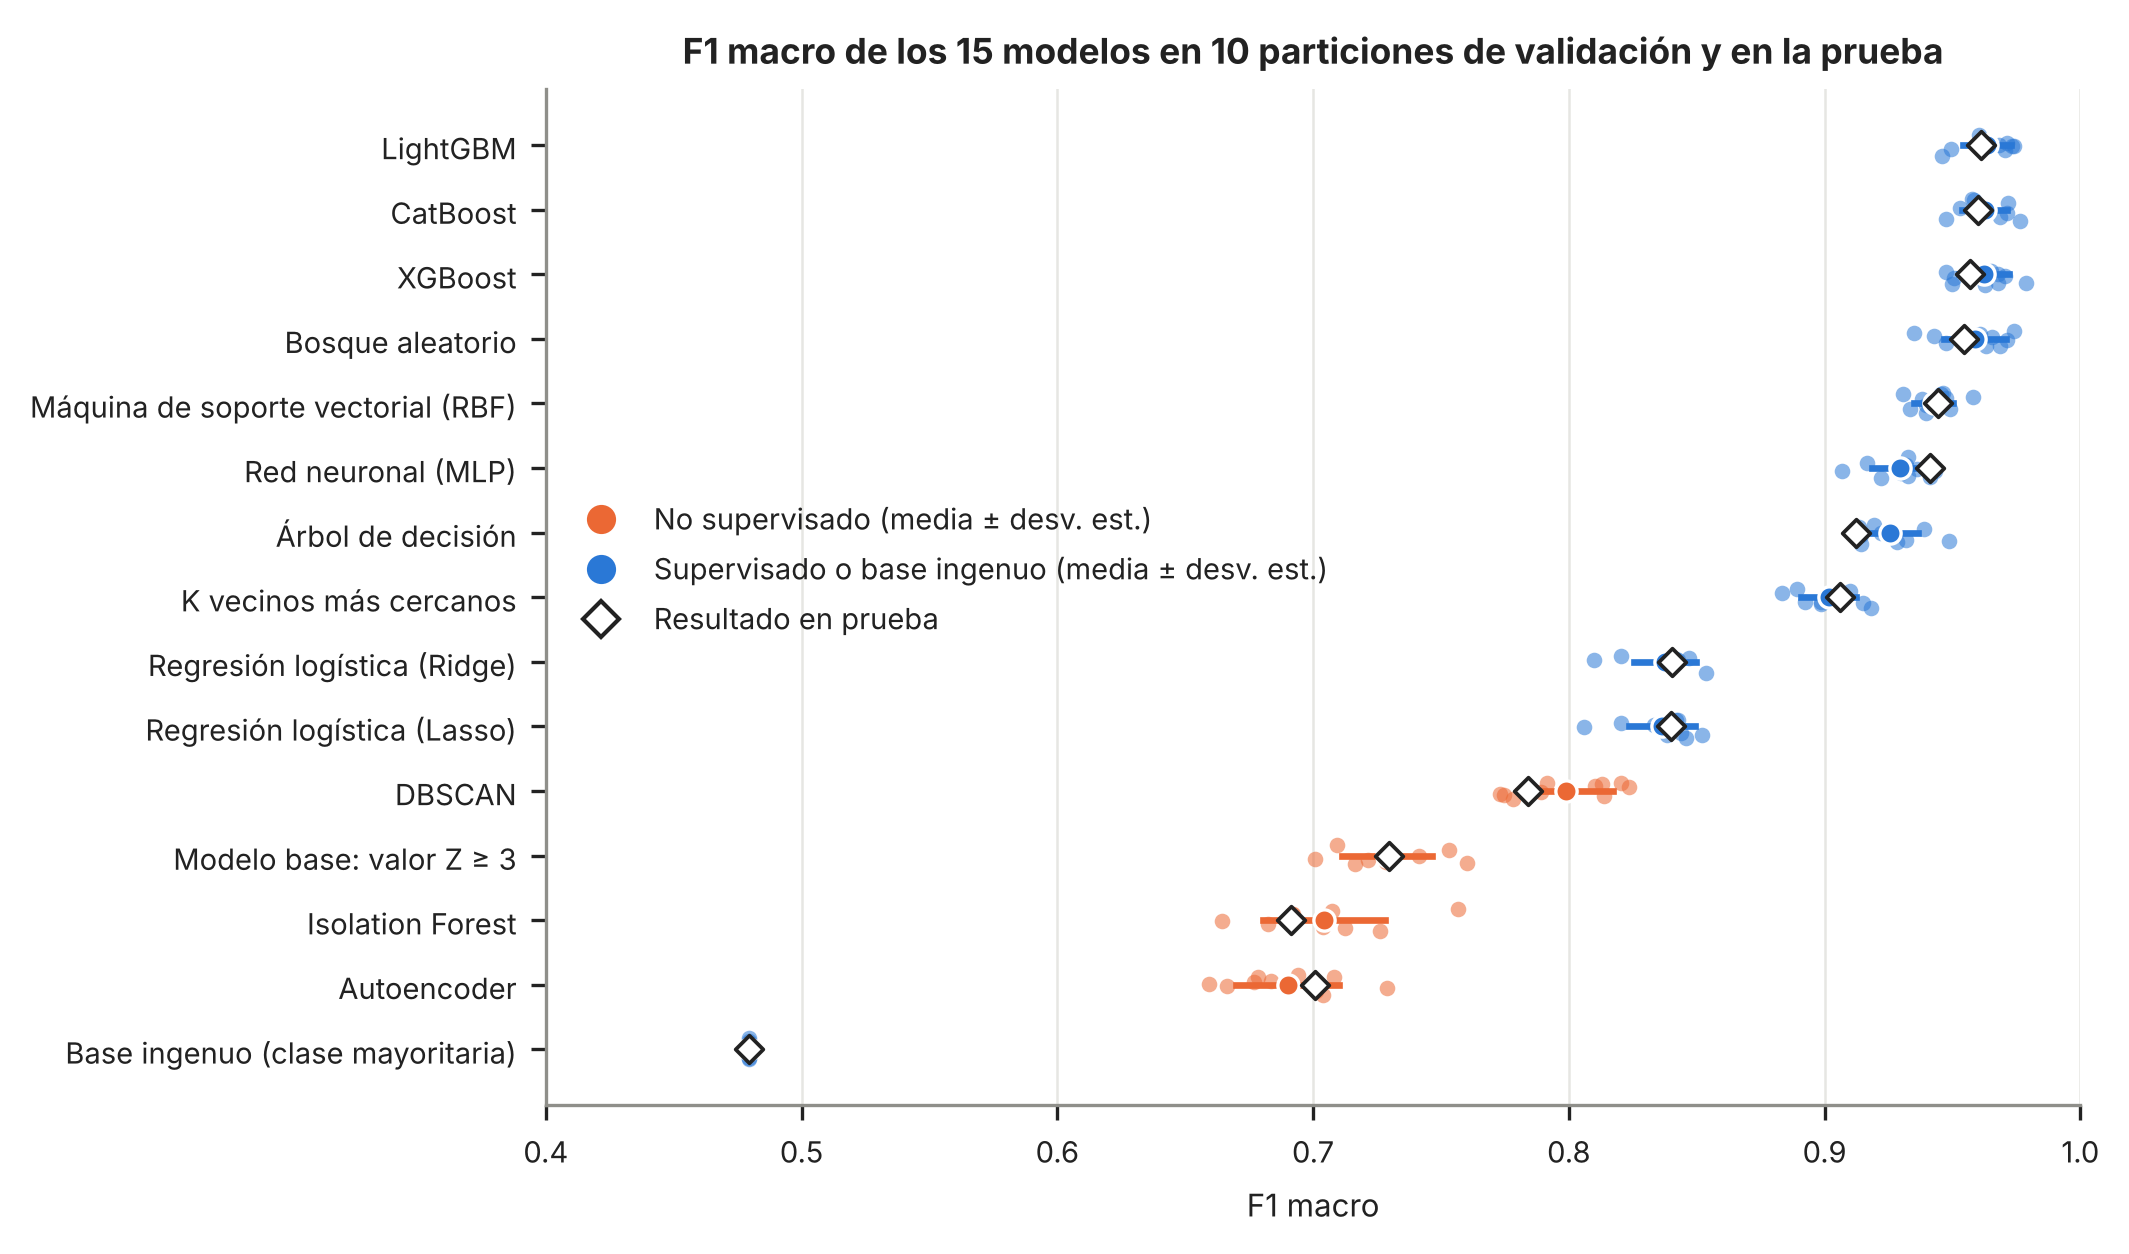 F1 macro de los 15 modelos en 10 particiones de validación y en la prueba
LightGBM
CatBoost
XGBoost
Bosque aleatorio
Máquina de soporte vectorial (RBF)
Red neuronal (MLP)
Árbol de decisión
K vecinos más cercanos
Regresión logística (Ridge)
Regresión logística (Lasso)
DBSCAN
Modelo base: valor Z ≥ 3
Isolation Forest
Autoencoder
Base ingenuo (clase mayoritaria)
No supervisado (media ± desv. est.)
Supervisado o base ingenuo (media ± desv. est.)
Resultado en prueba
0.4 0.5 0.6 0.7 0.8 0.9 1.0
F1 macro